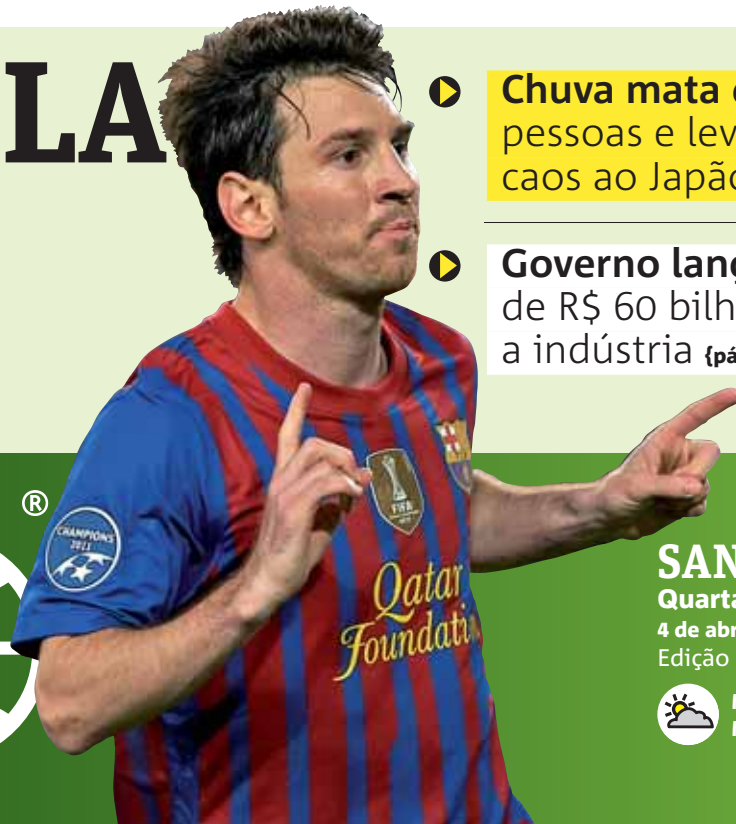 LA
Chuva mata
pessoas e lev
caos ao Japão
Governo lanç
de R$ 60 bilh
a indústria {pá
®
CHAMPIONS
2011
FIFA
Qatar
Foundati
SAN
Quarta
4 de abr
Edição